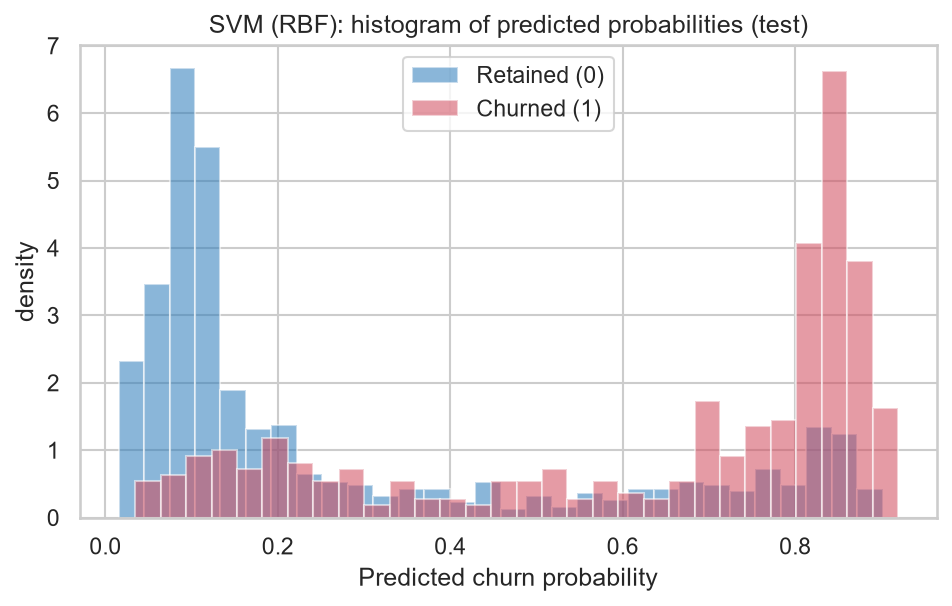 SVM (RBF): histogram of predicted probabilities (test)
Retained (0)
Churned (1)
density
7
6
5
4
3
2
1
0
0.0 0.2 0.4 0.6 0.8
Predicted churn probability